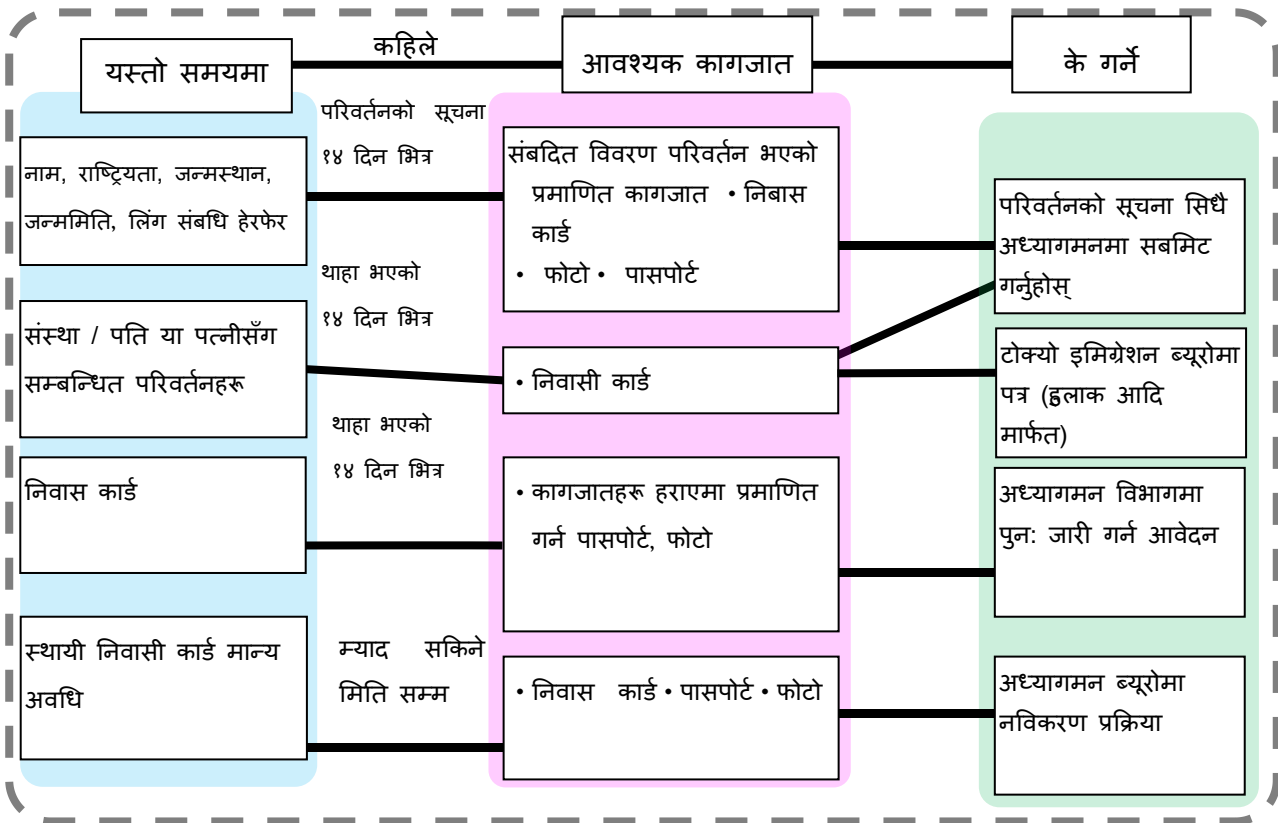 यस्तो समयमा
कहिले
आवश्यक कागजात
के गर्ने
नाम, राष्ट्रियता, जन्मस्थान,
जन्ममिति, लिंग संबधि हेरफेर
परिवर्तनको सूचना
१४ दिन भित्र
संबदित विवरण परिवर्तन भएको
प्रमाणित कागजात • निबास
कार्ड
• फोटो • पासपोर्ट
परिवर्तनको सूचना सिधै
अध्यागमनमा सबमिट
गर्नुहोस्
संस्था / पति या पत्नीसँग
सम्बन्धित परिवर्तनहरू
थाहा भएको
१४ दिन भित्र
• निवासी कार्ड
टोक्यो इमिग्रेशन ब्यूरोमा
पत्र (हुलाक आदि
मार्फत)
निवास कार्ड
थाहा भएको
१४ दिन भित्र
• कागजातहरू हराएमा प्रमाणित
गर्न पासपोर्ट, फोटो
अध्यागमन विभागमा
पुन: जारी गर्न आवेदन
स्थायी निवासी कार्ड मान्य
अवधि
म्याद सकिने
मिति सम्म
• निवास कार्ड • पासपोर्ट • फोटो
अध्यागमन ब्यूरोमा
नविकरण प्रक्रिया